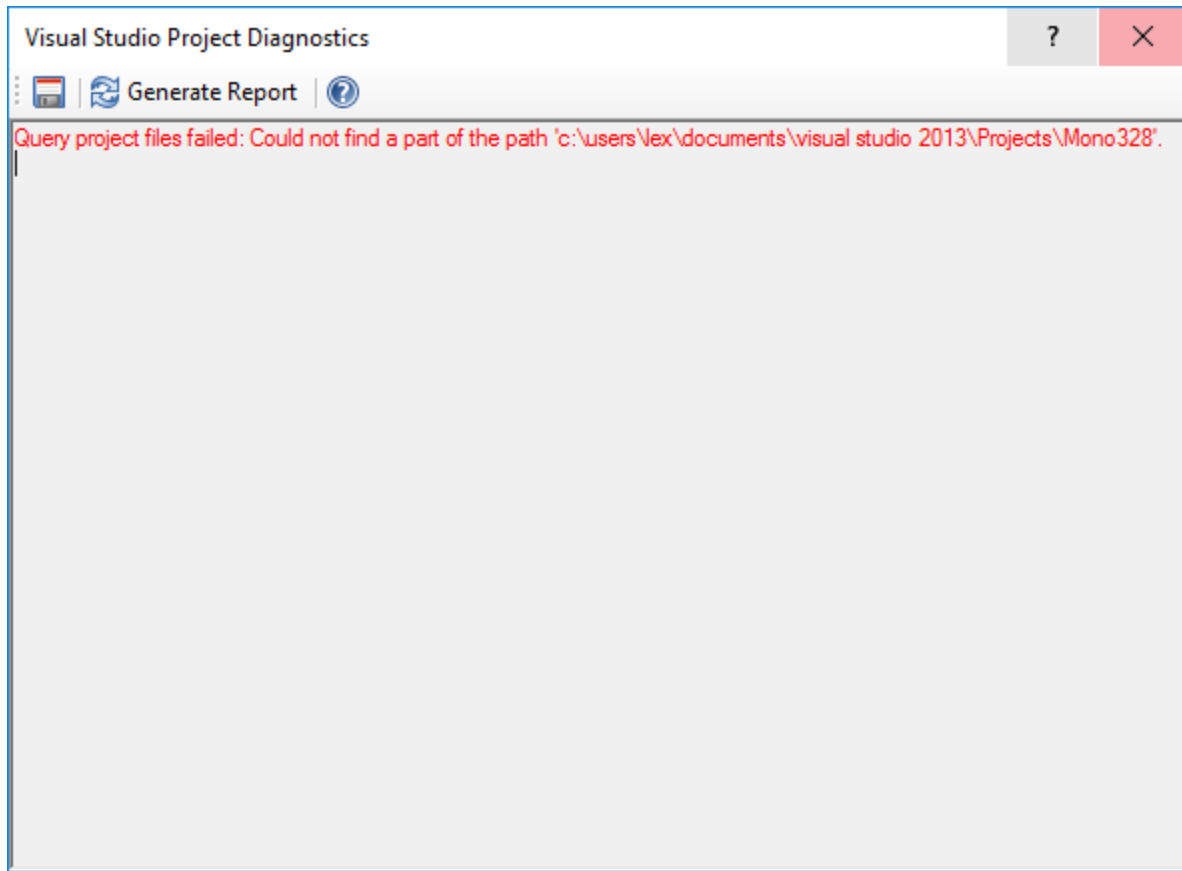 Visual Studio Project Diagnostics
?
Generate Report
?
Query project files failed: Could not find a part of the path 'c:\users\lex\documents\visual studio 2013\Projects\Mono328'.